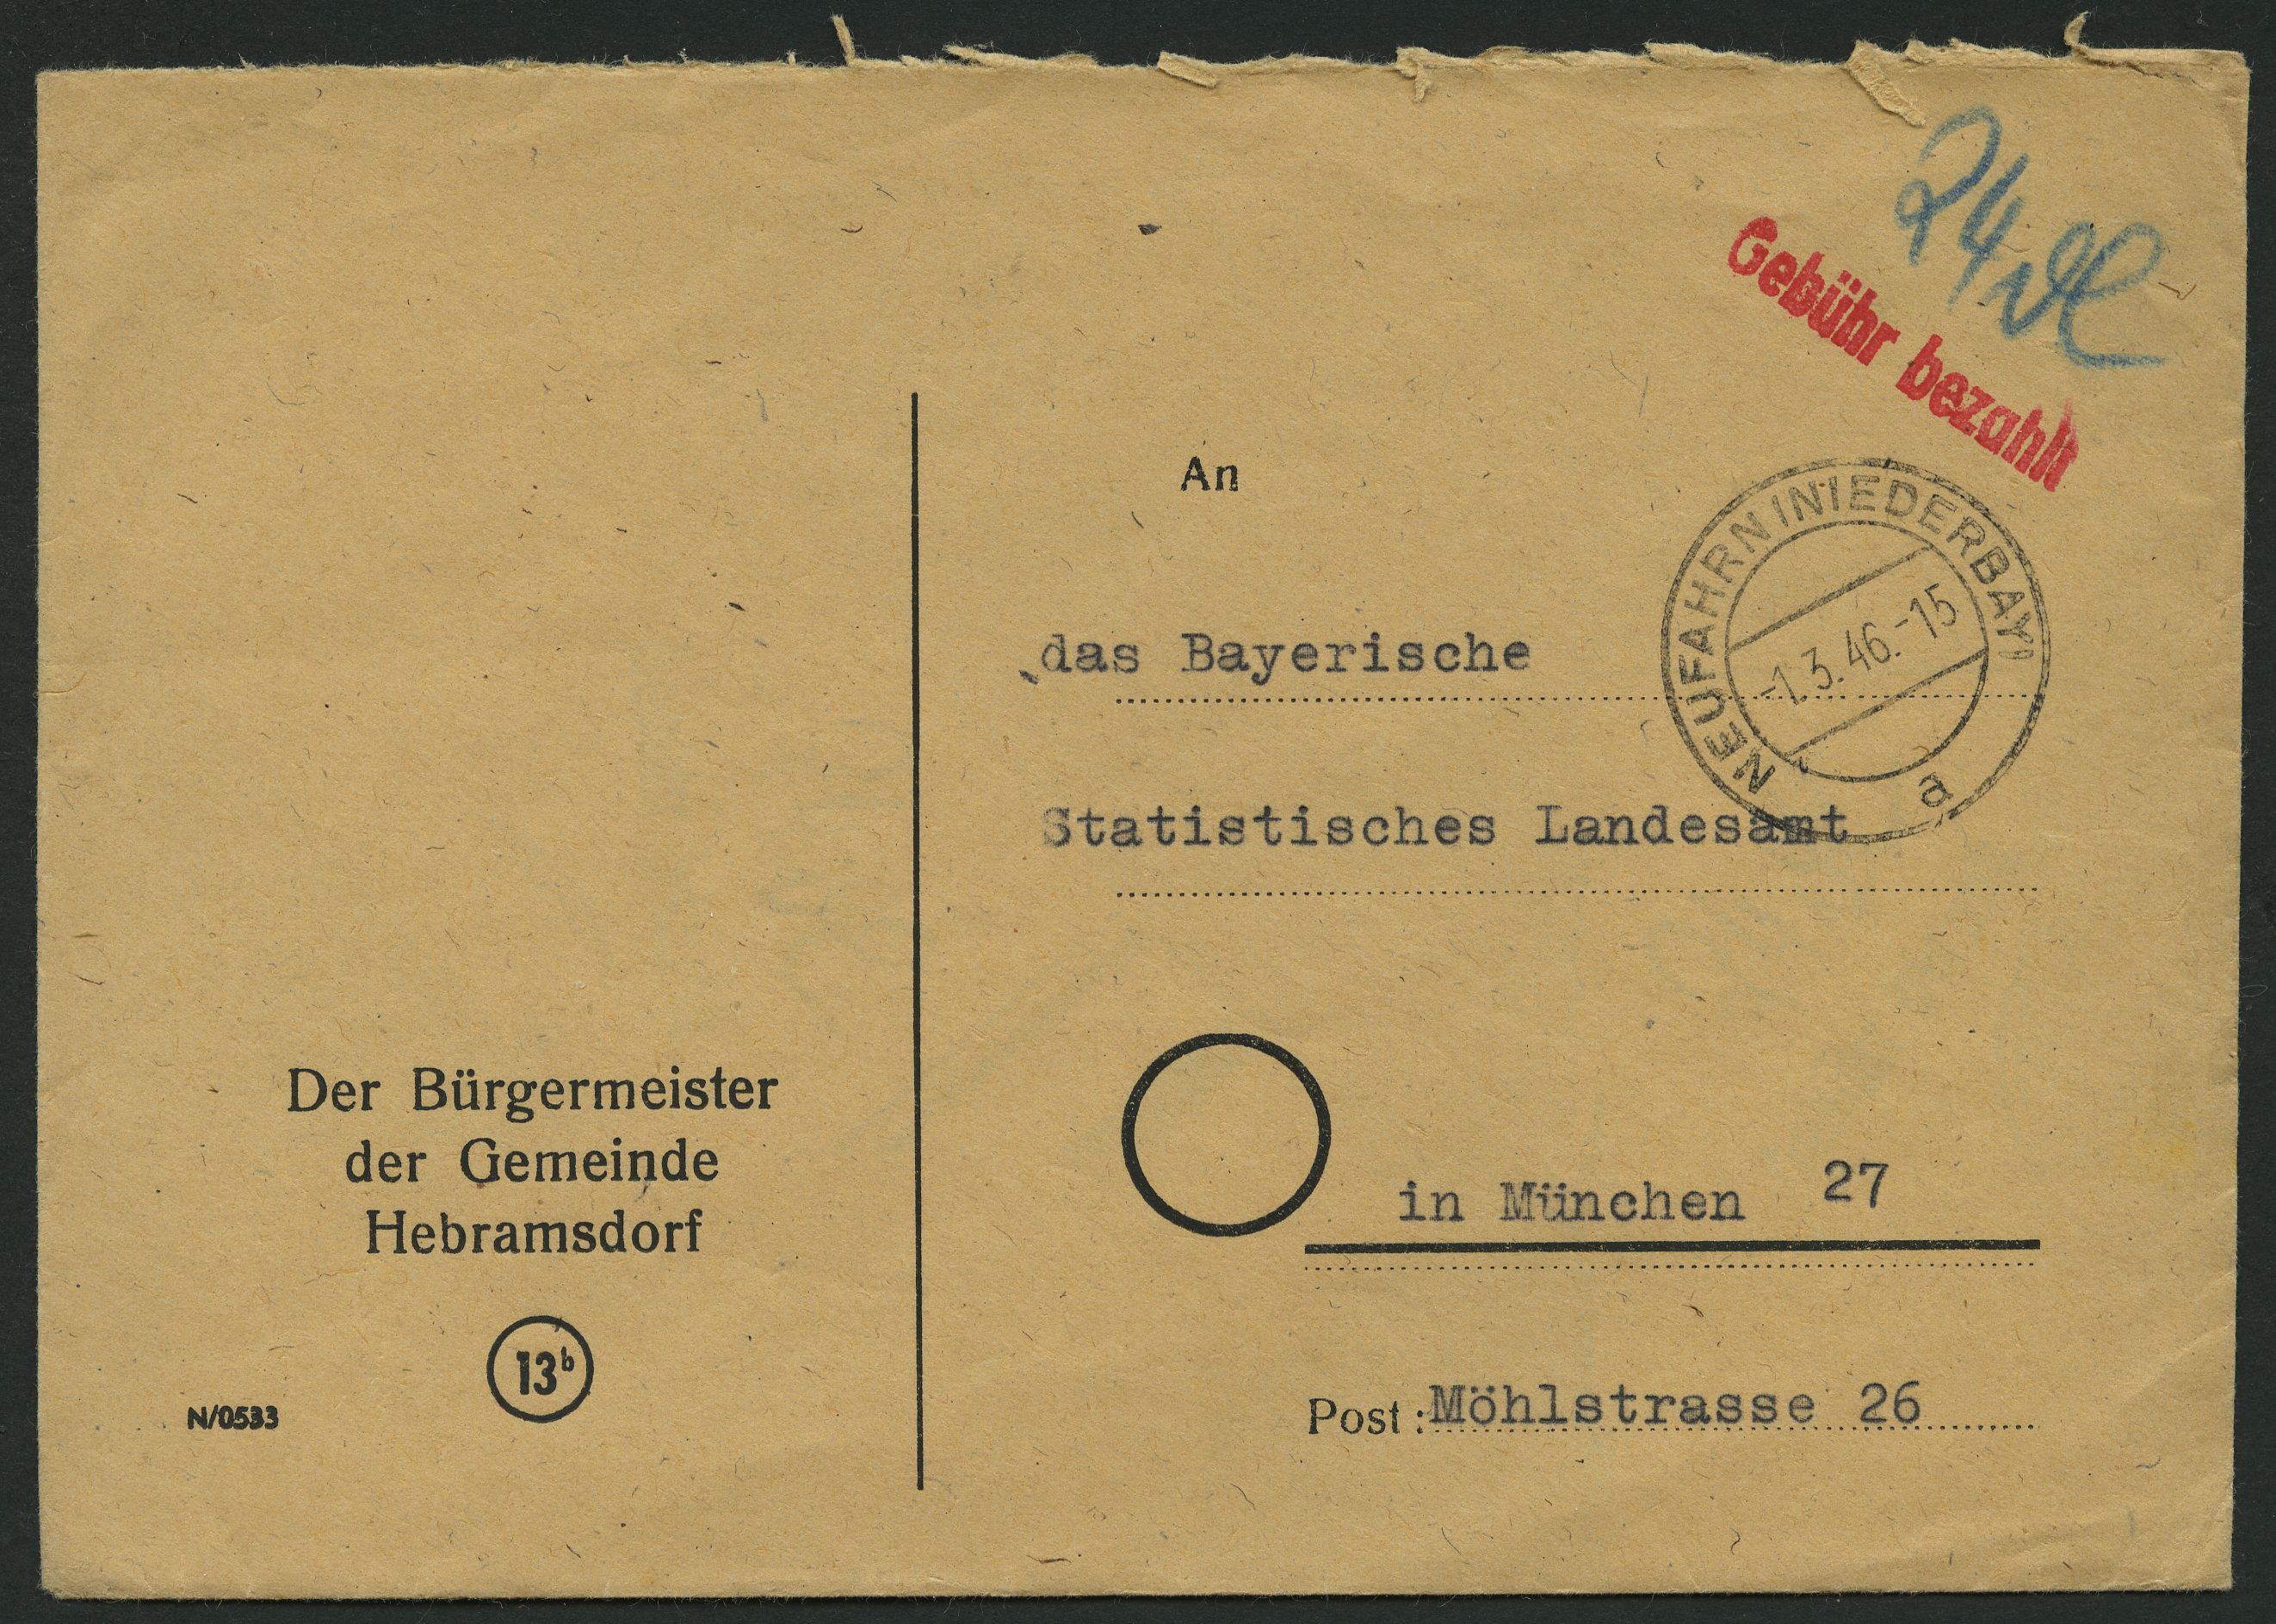 24 Rℓ
Gebühr bezahlt
An
NEUFAHRN (NIEDERBAY)
-1.3.46.-15
a
das Bayerische
Statistisches Landesamt
Der Bürgermeister
der Gemeinde
Hebramsdorf
13b
N/0533
in München 27
Post: Möhlstrasse 26